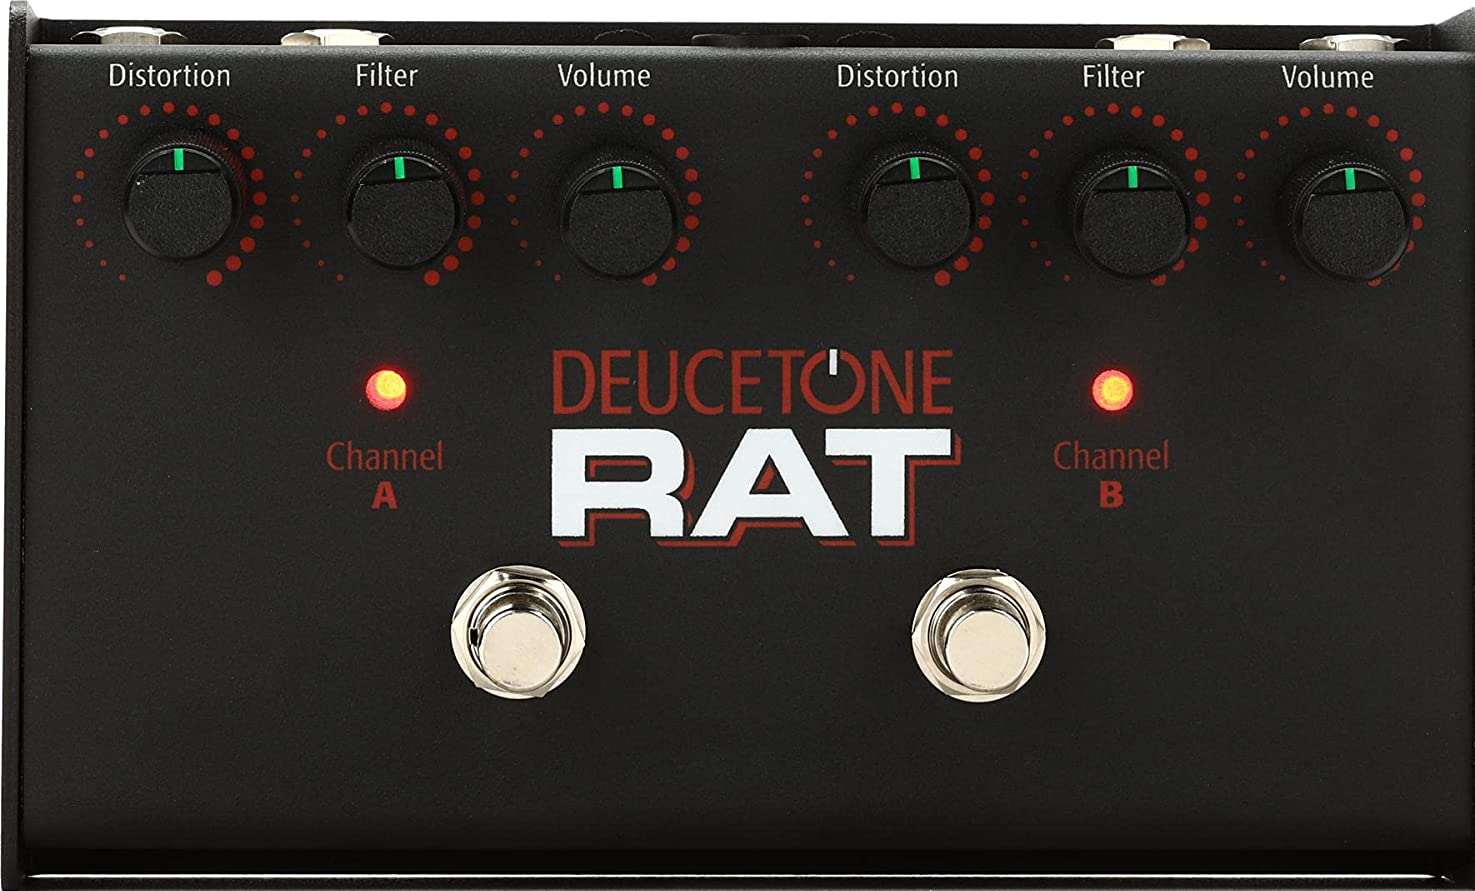 Distortion Filter Volume Distortion Filter Volume
DEUCETONE
RAT
Channel
A
Channel
B